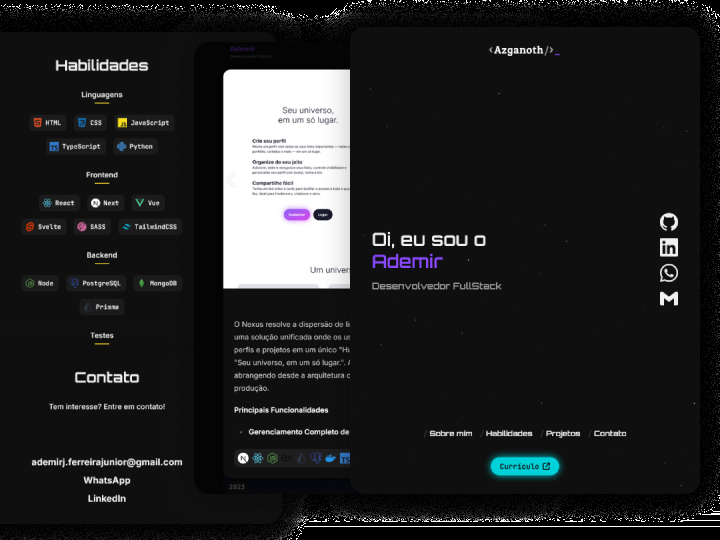 Habilidades
Linguagens
HTML
CSS
JavaScript
TypeScript
Python
Frontend
React
Next
Vue
Svelte
SASS
TailwindCSS
Backend
Node
PostgreSQL
MongoDB
Prisma
Testes
Contato
Tem interesse? Entre em contato!
ademirj.ferreirajunior@gmail.com
WhatsApp
LinkedIn
Ademir
Seu universo,
em um só lugar.
Crie seu perfil
Organize do seu jeito
Compartilhe fácil
Cadastrar
Logar
Um univers
O Nexus resolve a dispersão de li
uma solução unificada onde os us
perfis e projetos em um único "Hu
"Seu universo, em um só lugar.". A
abrangendo desde a arquitetura d
produção.
Principais Funcionalidades
Gerenciamento Completo de
2023
<Azganoth/>_
Oi, eu sou o
Ademir
Desenvolvedor FullStack
/ Sobre mim
/ Habilidades
/ Projetos
/ Contato
Currículo